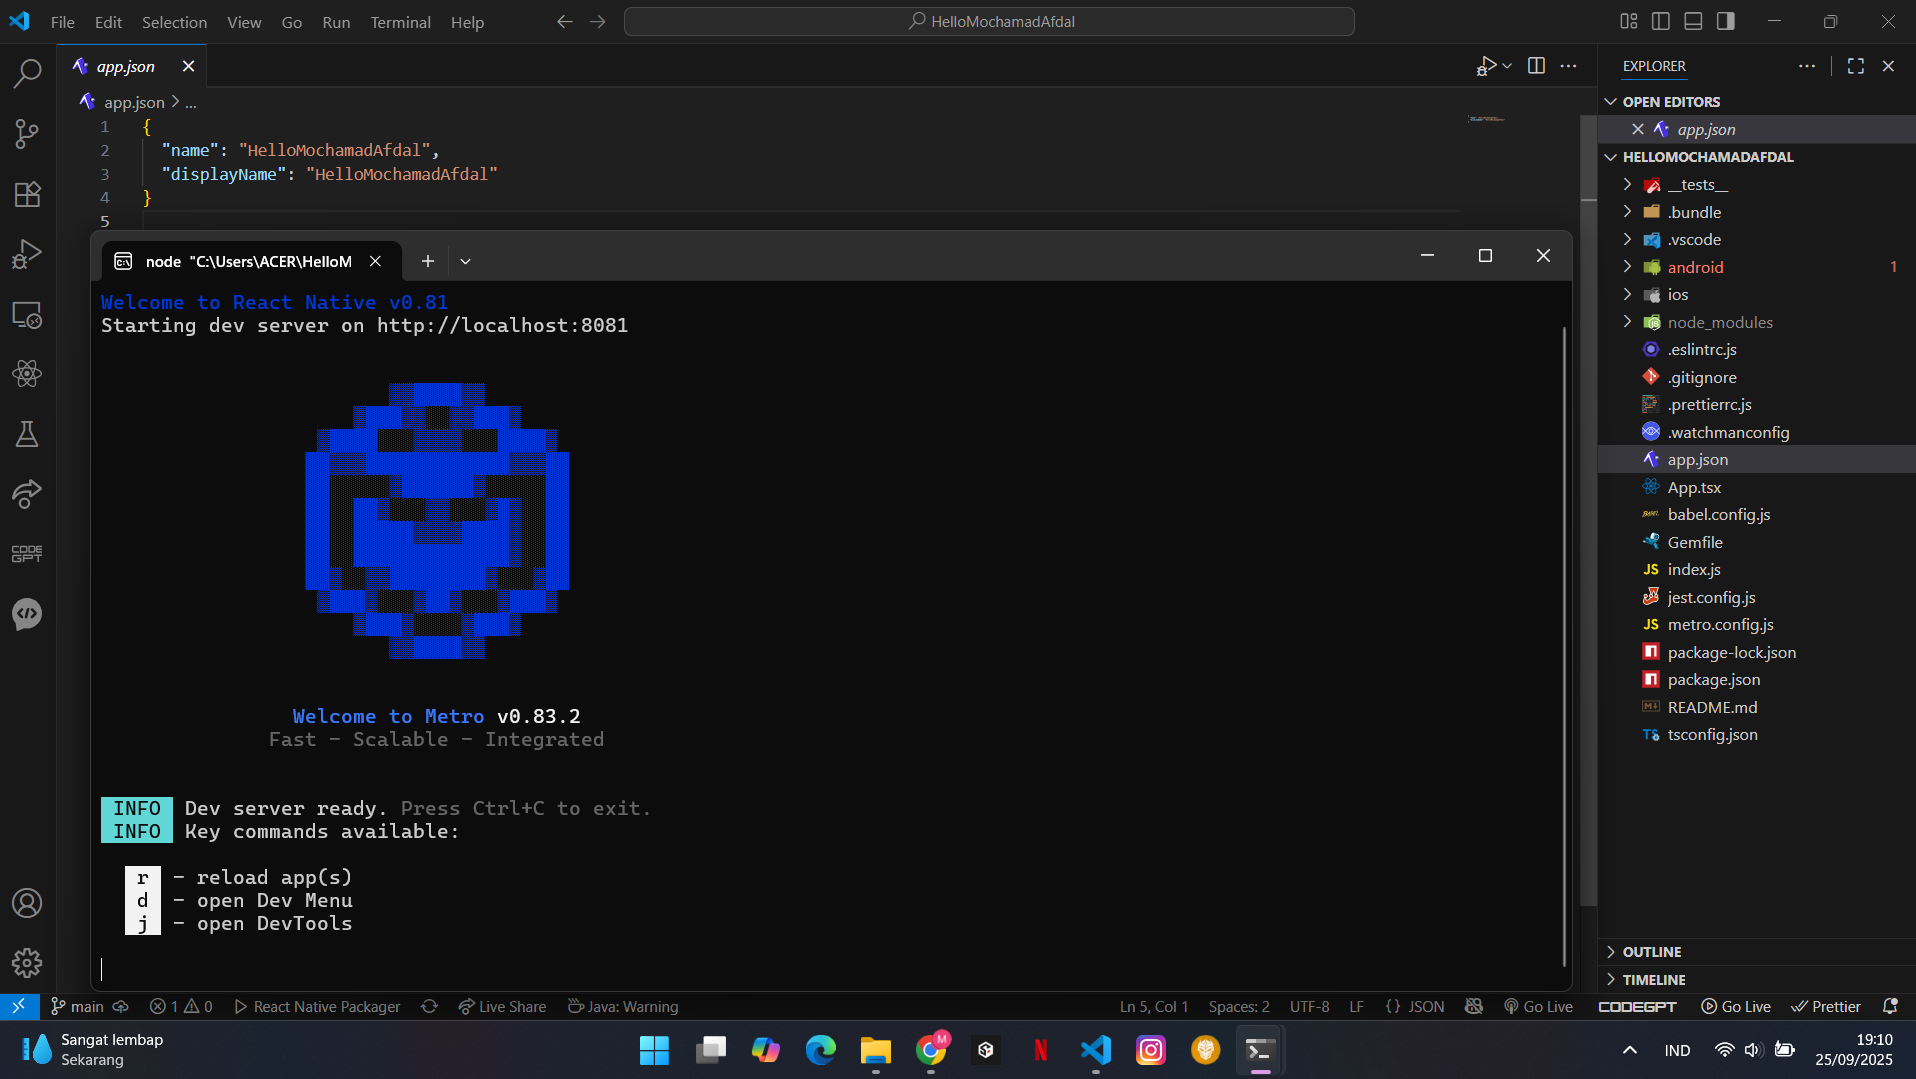 File Edit Selection View Go Run Terminal Help
HelloMochamadAfdal
app.json
app.json > ...
1 {
2 "name": "HelloMochamadAfdal",
3 "displayName": "HelloMochamadAfdal"
4 }
5
node "C:\Users\ACER\HelloM
Welcome to React Native v0.81
Starting dev server on http://localhost:8081
Welcome to Metro v0.83.2
Fast - Scalable - Integrated
INFO Dev server ready. Press Ctrl+C to exit.
INFO Key commands available:
r - reload app(s)
d - open Dev Menu
j - open DevTools
CODE
GPT
EXPLORER
OPEN EDITORS
app.json
HELLOMOCHAMADAFDAL
__tests__
.bundle
.vscode
android 1
ios
node_modules
.eslintrc.js
.gitignore
.prettierrc.js
.watchmanconfig
app.json
App.tsx
babel.config.js
Gemfile
JS index.js
jest.config.js
JS metro.config.js
package-lock.json
package.json
README.md
TS tsconfig.json
OUTLINE
TIMELINE
main 1 0 React Native Packager Live Share Java: Warning Ln 5, Col 1 Spaces: 2 UTF-8 LF {} JSON Go Live CODEGPT Go Live Prettier
Sangat lembap
Sekarang
M
IND
19:10
25/09/2025